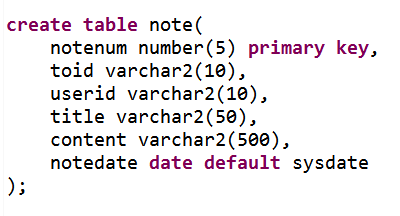 create table note(
    notenum number(5) primary key,
    toid varchar2(10),
    userid varchar2(10),
    title varchar2(50),
    content varchar2(500),
    notedate date default sysdate
);